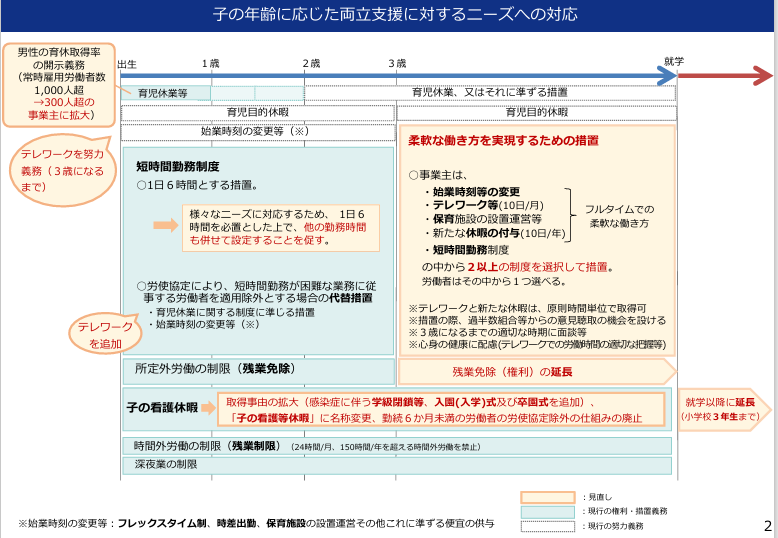 子の年齢に応じた両立支援に対するニーズへの対応
男性の育休取得率
の開示義務
（常時雇用労働者数
1,000人超
→300人超の
事業主に拡大）
出生
1歳
2歳
3歳
就学
育児休業等
育児休業、又はそれに準ずる措置
育児目的休暇
育児目的休暇
始業時刻の変更等（※）
テレワークを努力
義務（３歳になる
まで）
短時間勤務制度
○1日６時間とする措置。
様々なニーズに対応するため、 1日６
時間を必置とした上で、他の勤務時間
も併せて設定することを促す。
○労使協定により、短時間勤務が困難な業務に従
事する労働者を適用除外とする場合の代替措置
・育児休業に関する制度に準じる措置
・始業時刻の変更等（※）
テレワーク
を追加
柔軟な働き方を実現するための措置
○事業主は、
・始業時刻等の変更
・テレワーク等(10日/月)
・保育施設の設置運営等
・新たな休暇の付与(10日/年)
・短時間勤務制度
フルタイムでの
柔軟な働き方
の中から２以上の制度を選択して措置。
労働者はその中から１つ選べる。
※テレワークと新たな休暇は、原則時間単位で取得可
※措置の際、過半数組合等からの意見聴取の機会を設ける
※３歳になるまでの適切な時期に面談等
※心身の健康に配慮(テレワークでの労働時間の適切な把握等)
所定外労働の制限（残業免除）
残業免除（権利）の延長
子の看護休暇
取得事由の拡大（感染症に伴う学級閉鎖等、入園(入学)式及び卒園式を追加）、
「子の看護等休暇」に名称変更、勤続６か月未満の労働者の労使協定除外の仕組みの廃止
就学以降に延長
（小学校３年生まで）
時間外労働の制限（残業制限）（24時間/月、150時間/年を超える時間外労働を禁止）
深夜業の制限
：見直し
：現行の権利・措置義務
：現行の努力義務
※始業時刻の変更等：フレックスタイム制、時差出勤、保育施設の設置運営その他これに準ずる便宜の供与
2